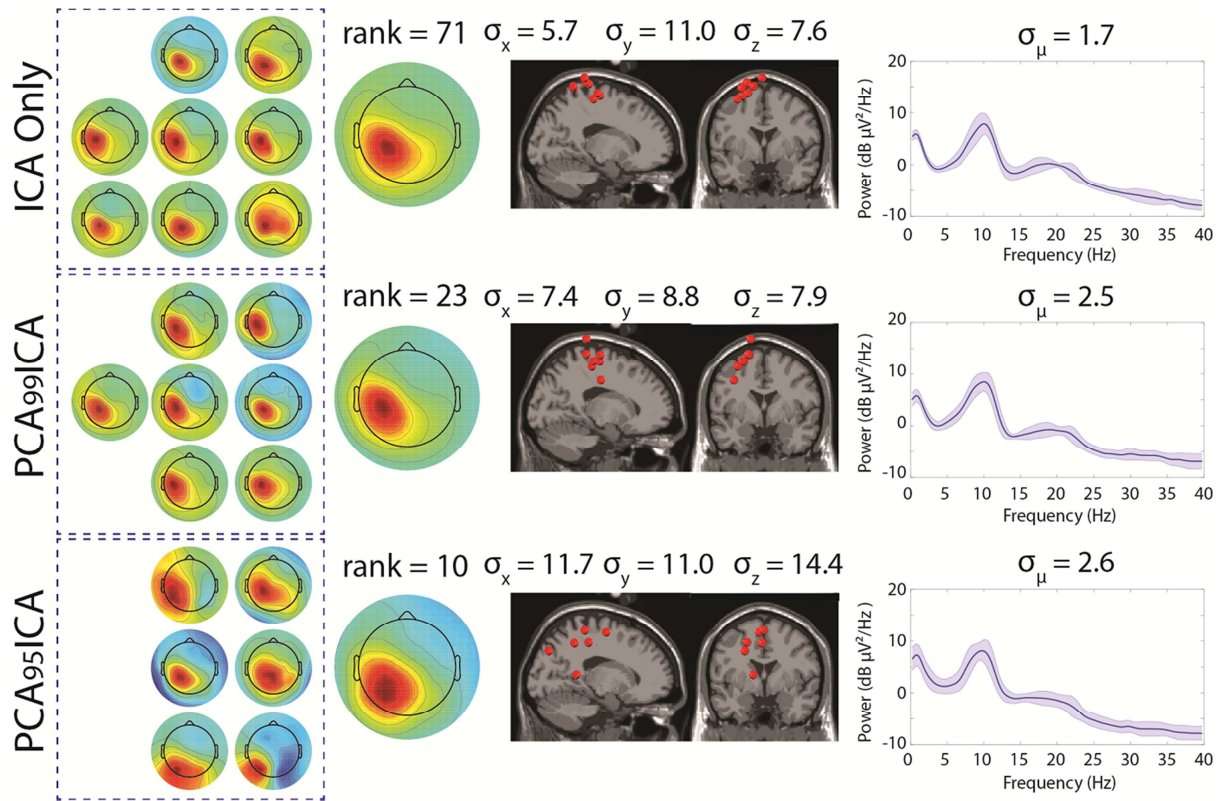 ICA Only
rank = 71 σx = 5.7 σy = 11.0 σz = 7.6
σμ = 1.7
Power (dB μV²/Hz)
20
10
0
-10
0 5 10 15 20 25 30 35 40
Frequency (Hz)
PCA99ICA
rank = 23 σx = 7.4 σy = 8.8 σz = 7.9
σμ = 2.5
Power (dB μV²/Hz)
20
10
0
-10
0 5 10 15 20 25 30 35 40
Frequency (Hz)
PCA95ICA
rank = 10 σx = 11.7 σy = 11.0 σz = 14.4
σμ = 2.6
Power (dB μV²/Hz)
20
10
0
-10
0 5 10 15 20 25 30 35 40
Frequency (Hz)